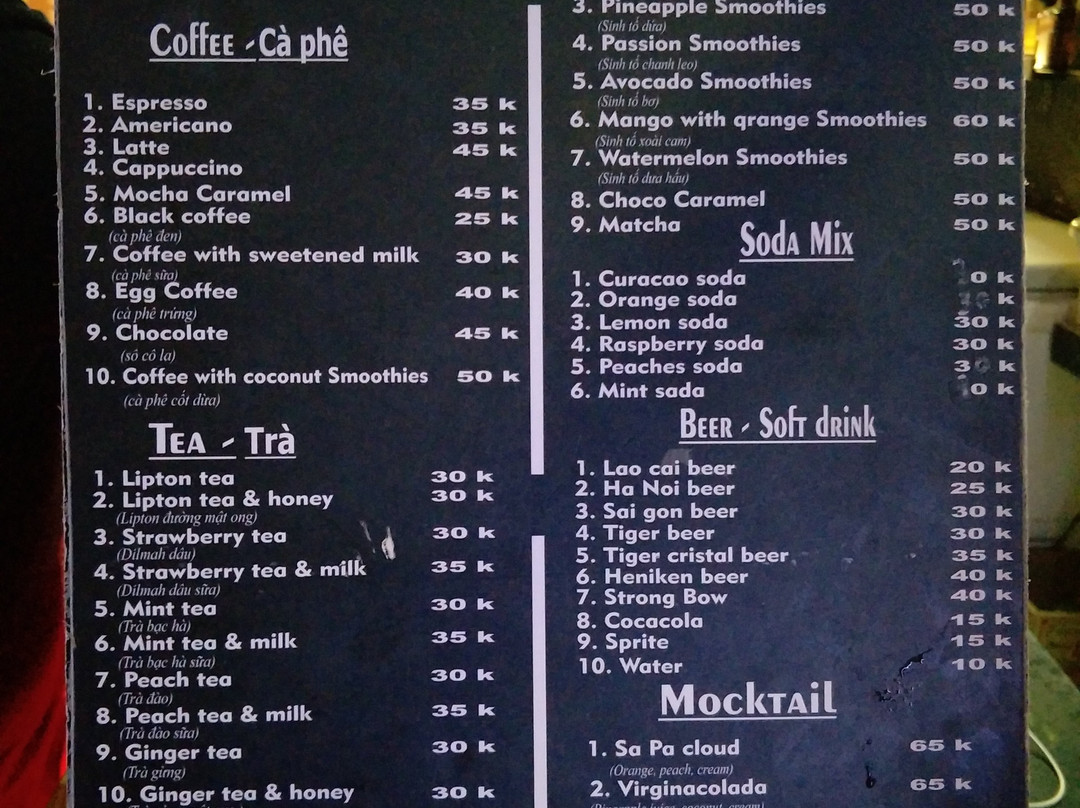 Coffee - Cà phê
1. Espresso 35 k
2. Americano 35 k
3. Latte 45 k
4. Cappuccino
5. Mocha Caramel 45 k
6. Black coffee 25 k
(cà phê đen)
7. Coffee with sweetened milk 30 k
(cà phê sữa)
8. Egg Coffee 40 k
(cà phê trứng)
9. Chocolate 45 k
(sô cô la)
10. Coffee with coconut Smoothies 50 k
(cà phê cốt dừa)
Tea - Trà
1. Lipton tea 30 k
2. Lipton tea & honey 30 k
(Lipton đường mật ong)
3. Strawberry tea 30 k
(Dilmah dâu)
4. Strawberry tea & milk 35 k
(Dilmah dâu sữa)
5. Mint tea 30 k
(Trà bạc hà)
6. Mint tea & milk 35 k
(Trà bạc hà sữa)
7. Peach tea 30 k
(Trà đào)
8. Peach tea & milk 35 k
(Trà đào sữa)
9. Ginger tea 30 k
(Trà gừng)
10. Ginger tea & honey 30 k
3. Pineapple Smoothies 50 k
(Sinh tố dứa)
4. Passion Smoothies 50 k
(Sinh tố chanh leo)
5. Avocado Smoothies 50 k
(Sinh tố bơ)
6. Mango with qrange Smoothies 60 k
(Sinh tố xoài cam)
7. Watermelon Smoothies 50 k
(Sinh tố dưa hấu)
8. Choco Caramel 50 k
9. Matcha 50 k
Soda Mix
1. Curacao soda 0 k
2. Orange soda k
3. Lemon soda 30 k
4. Raspberry soda 30 k
5. Peaches soda 3 k
6. Mint sada 0 k
Beer - Soft drink
1. Lao cai beer 20 k
2. Ha Noi beer 25 k
3. Sai gon beer 30 k
4. Tiger beer 30 k
5. Tiger cristal beer 35 k
6. Heniken beer 40 k
7. Strong Bow 40 k
8. Cocacola 15 k
9. Sprite 15 k
10. Water 10 k
Mocktail
1. Sa Pa cloud 65 k
(Orange, peach, cream)
2. Virginacolada 65 k